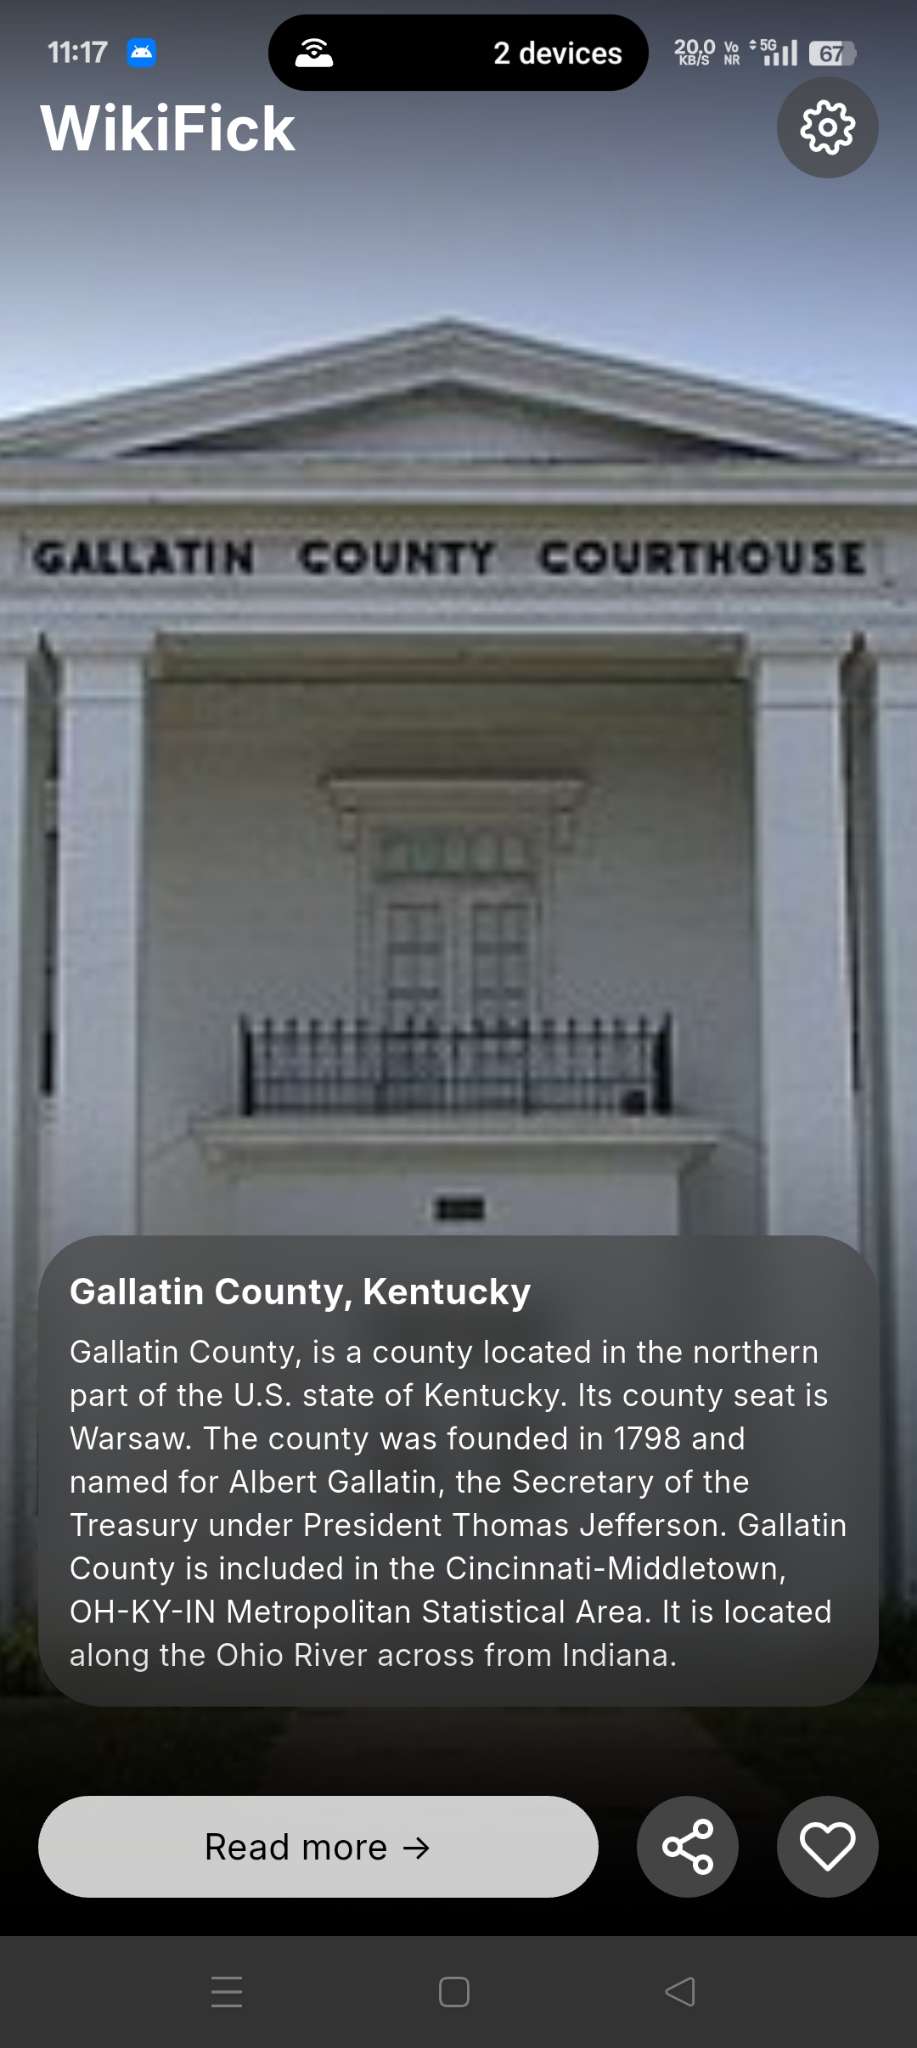 11:17
2 devices
20.0 KB/S
Vo NR
5G
67
WikiFick
GALLATIN COUNTY COURTHOUSE
Gallatin County, Kentucky
Gallatin County, is a county located in the northern
part of the U.S. state of Kentucky. Its county seat is
Warsaw. The county was founded in 1798 and
named for Albert Gallatin, the Secretary of the
Treasury under President Thomas Jefferson. Gallatin
County is included in the Cincinnati-Middletown,
OH-KY-IN Metropolitan Statistical Area. It is located
along the Ohio River across from Indiana.
Read more →